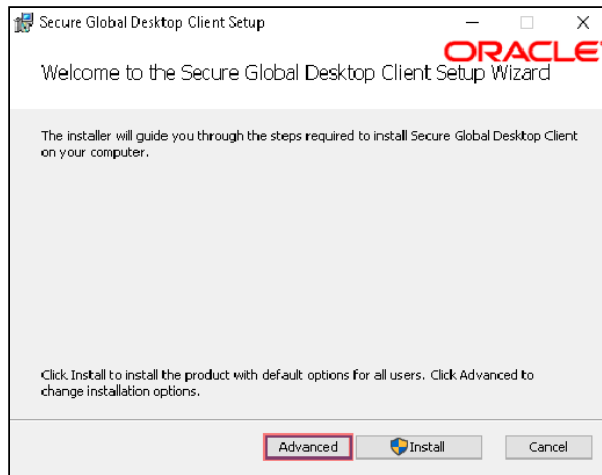 Secure Global Desktop Client Setup
ORACLE
Welcome to the Secure Global Desktop Client Setup Wizard
The installer will guide you through the steps required to install Secure Global Desktop Client
on your computer.
Click Install to install the product with default options for all users. Click Advanced to
change installation options.
Advanced
Install
Cancel